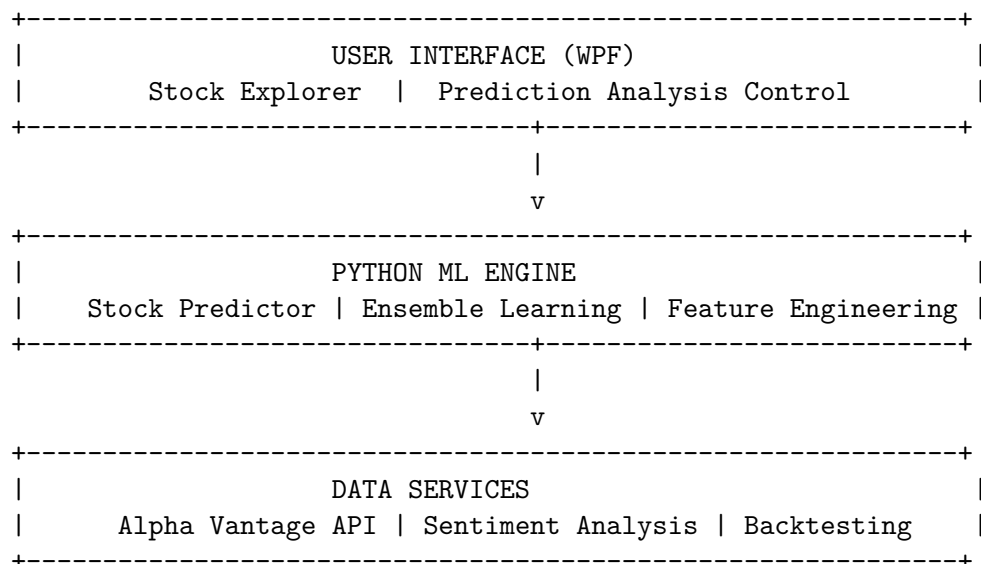 +-------------------------------------------------------------+
|                    USER INTERFACE (WPF)                      |
|        Stock Explorer  |  Prediction Analysis Control        |
+---------------------------------+---------------------------+
                                  |
                                  v
+-------------------------------------------------------------+
|                    PYTHON ML ENGINE                          |
|    Stock Predictor | Ensemble Learning | Feature Engineering |
+---------------------------------+---------------------------+
                                  |
                                  v
+-------------------------------------------------------------+
|                    DATA SERVICES                             |
|      Alpha Vantage API | Sentiment Analysis | Backtesting    |
+-------------------------------------------------------------+